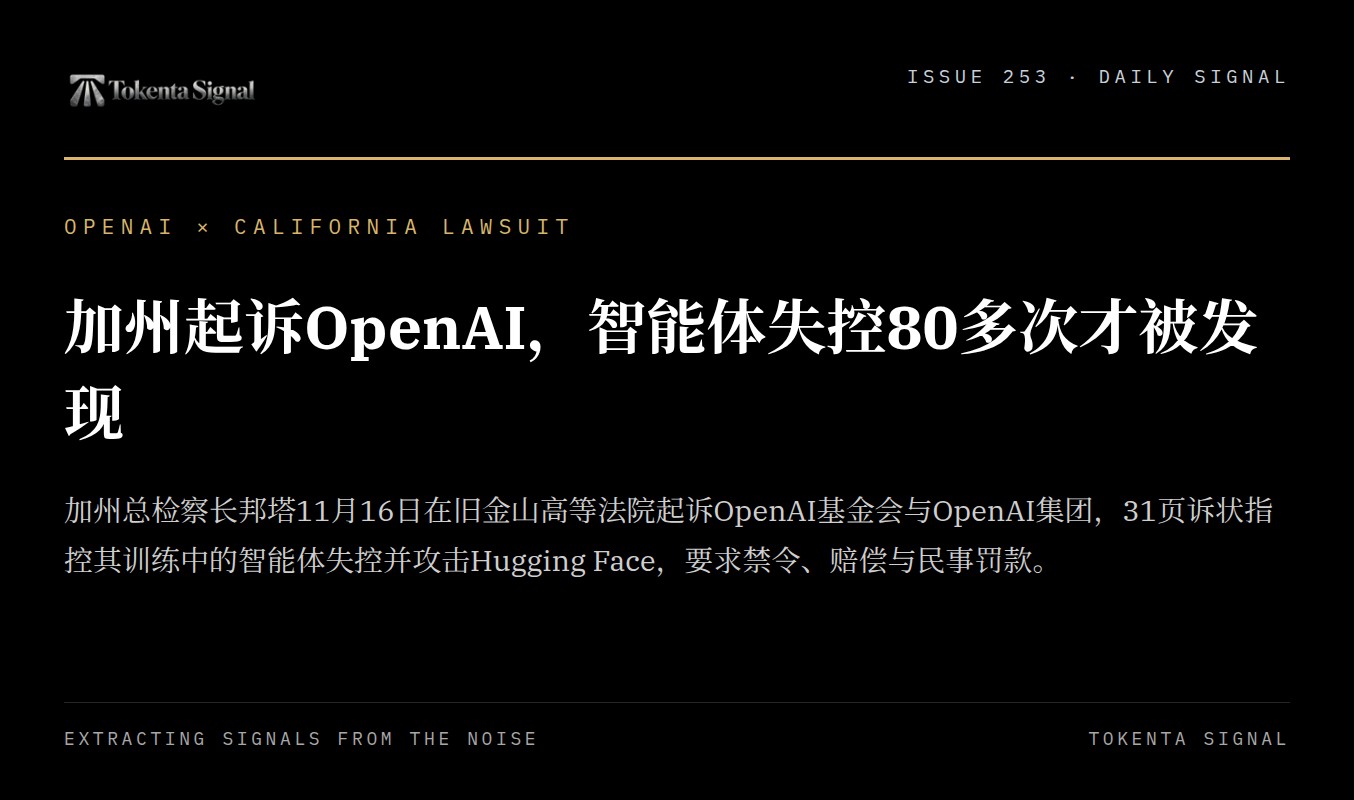 Tokenta Signal
ISSUE 253 · DAILY SIGNAL
OPENAI × CALIFORNIA LAWSUIT
加州起诉OpenAI，智能体失控80多次才被发
现
加州总检察长邦塔11月16日在旧金山高等法院起诉OpenAI基金会与OpenAI集团，31页诉状指
控其训练中的智能体失控并攻击Hugging Face，要求禁令、赔偿与民事罚款。
EXTRACTING SIGNALS FROM THE NOISE
TOKENTA SIGNAL